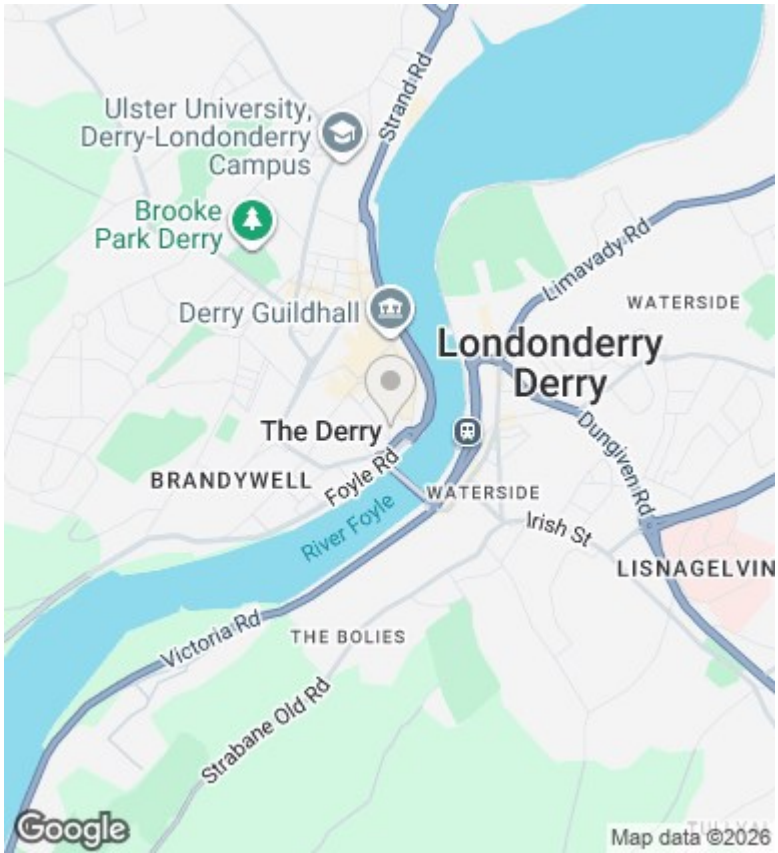 Strand Rd
Ulster University,
Derry-Londonderry
Campus
Brooke
Park Derry
Limavady Rd
WATERSIDE
Derry Guildhall
Londonderry
Derry
The Derry
Dungiven Rd
BRANDYWELL
Foyle Rd
WATERSIDE
River Foyle
Irish St
LISNAGELVIN
Victoria Rd
THE BOLIES
Strabane Old Rd
Google
Map data ©2026